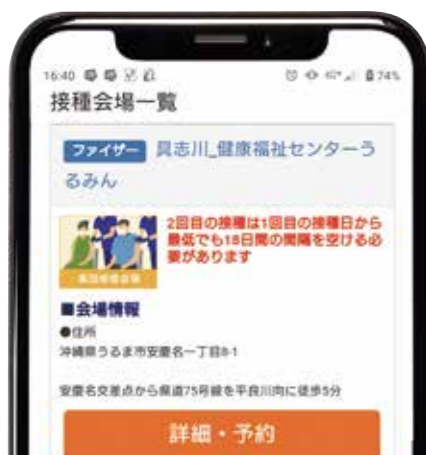 16:40
74%
接種会場一覧
ファイザー 具志川_健康福祉センターう
るみん
2回目の接種は1回目の接種日から
最低でも18日間の間隔を空ける必
要があります
集団接種会場
■会場情報
●住所
沖縄県うるま市安慶名一丁目8-1
安慶名交差点から県道75号線を平良川向に徒歩5分
詳細・予約